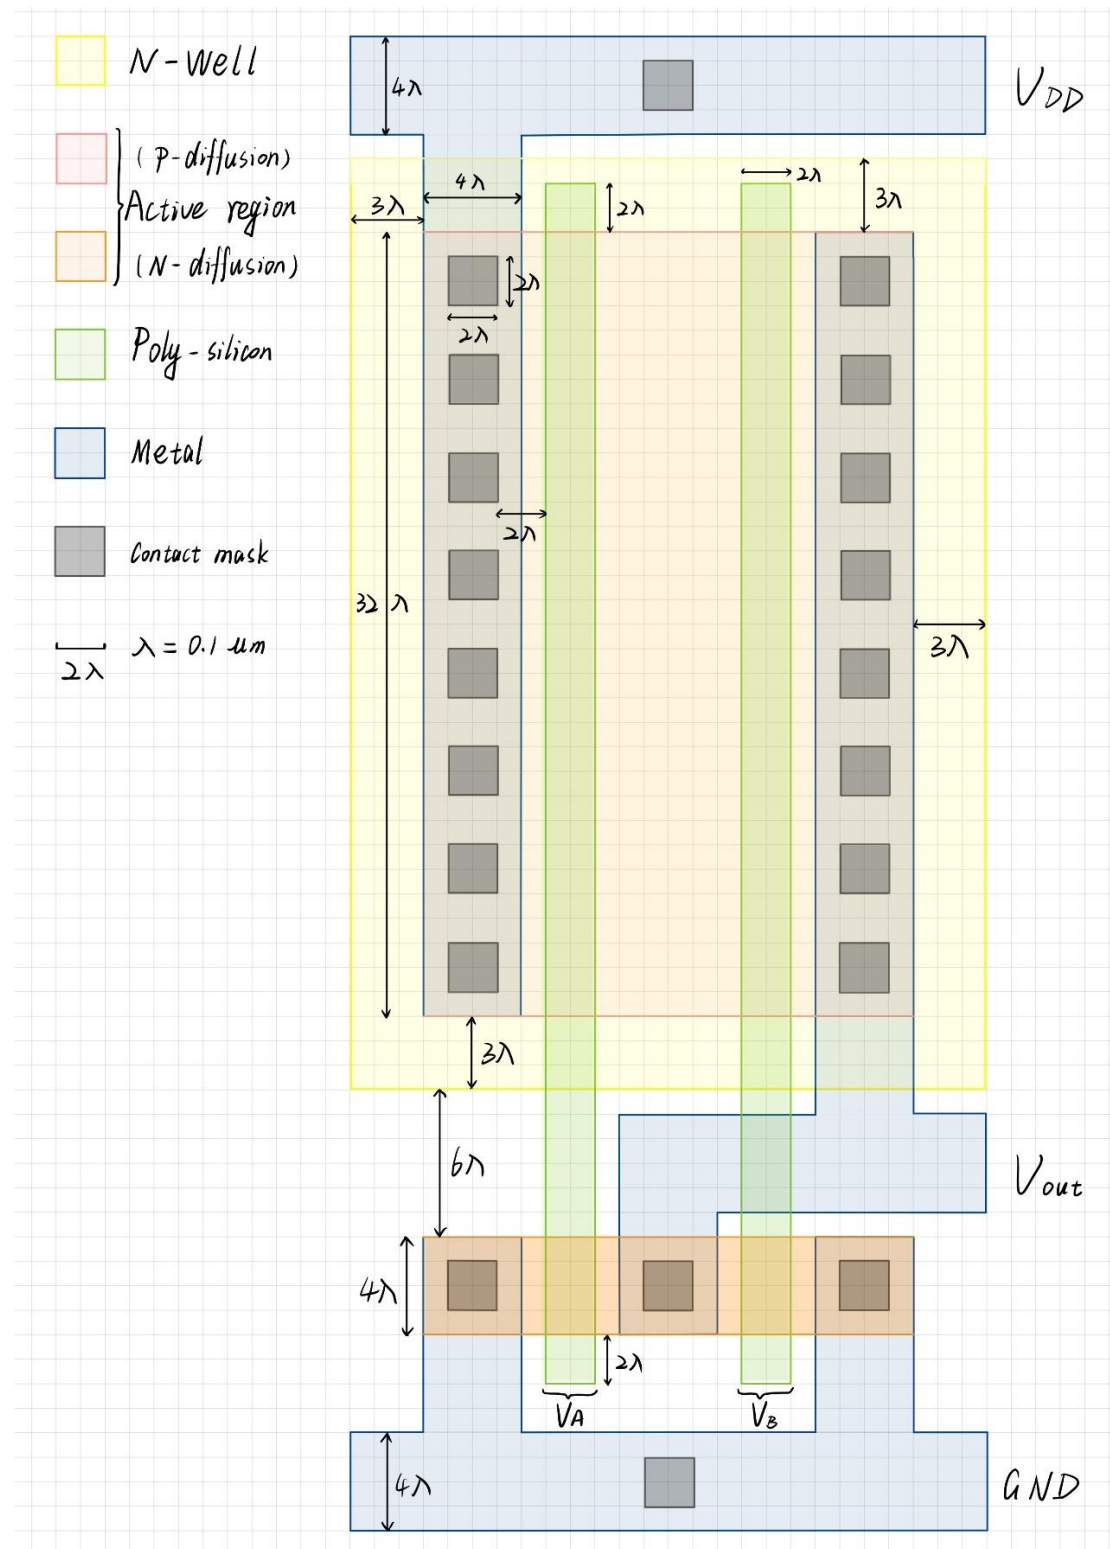 N-Well
(P-diffusion)
Active region
(N-diffusion)
Poly-silicon
Metal
Contact mask
2λ
λ = 0.1 um
4λ
VDD
4λ
3λ
2λ
2λ
3λ
2λ
2λ
2λ
32λ
3λ
3λ
6λ
Vout
4λ
2λ
VA
VB
4λ
GND